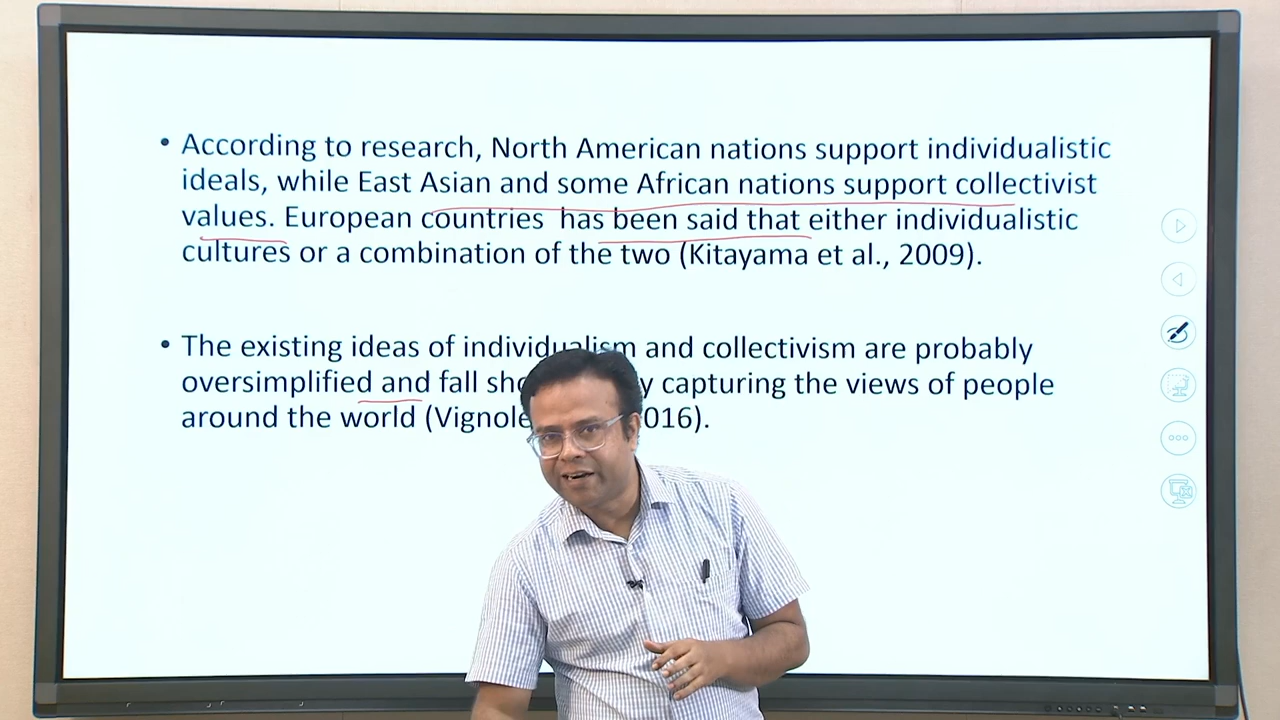 • According to research, North American nations support individualistic
ideals, while East Asian and some African nations support collectivist
values. European countries has been said that either individualistic
cultures or a combination of the two (Kitayama et al., 2009).
• The existing ideas of individualism and collectivism are probably
oversimplified and fall capturing the views of people
around the world 2016).